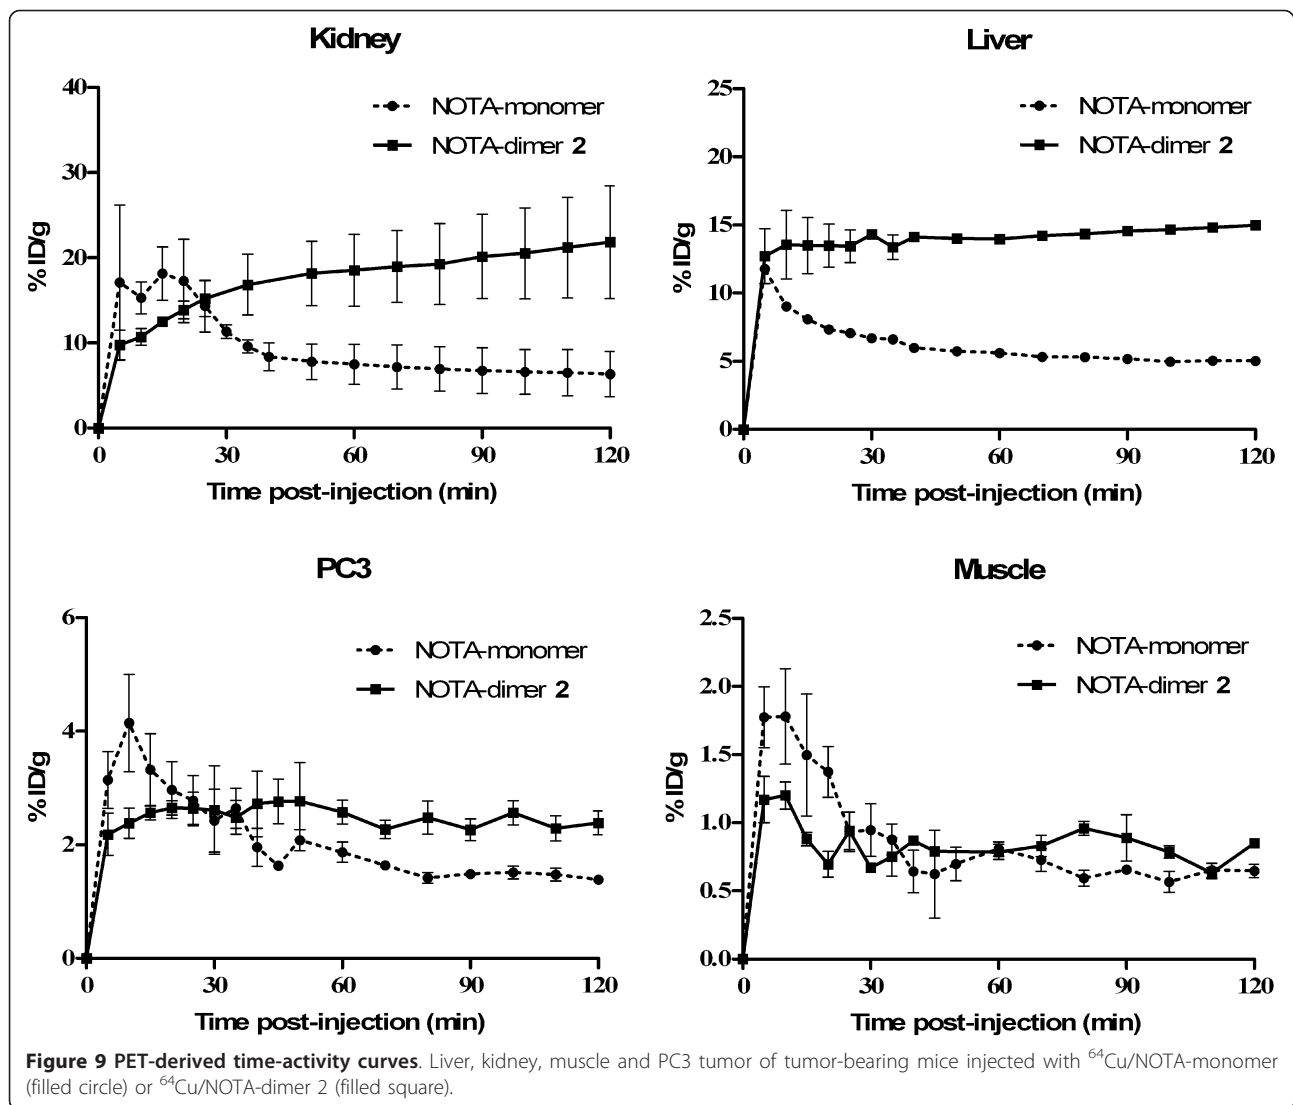 Kidney
40
30
20
10
0
%ID/g
NOTA-monomer
NOTA-dimer 2
0 30 60 90 120
Time post-injection (min)
Liver
25
20
15
10
5
0
%ID/g
NOTA-monomer
NOTA-dimer 2
0 30 60 90 120
Time post-injection (min)
PC3
6
4
2
0
%ID/g
NOTA-monomer
NOTA-dimer 2
0 30 60 90 120
Time post-injection (min)
Muscle
2.5
2.0
1.5
1.0
0.5
0.0
%ID/g
NOTA-monomer
NOTA-dimer 2
0 30 60 90 120
Time post-injection (min)
Figure 9 PET-derived time-activity curves. Liver, kidney, muscle and PC3 tumor of tumor-bearing mice injected with ⁶⁴Cu/NOTA-monomer
(filled circle) or ⁶⁴Cu/NOTA-dimer 2 (filled square).